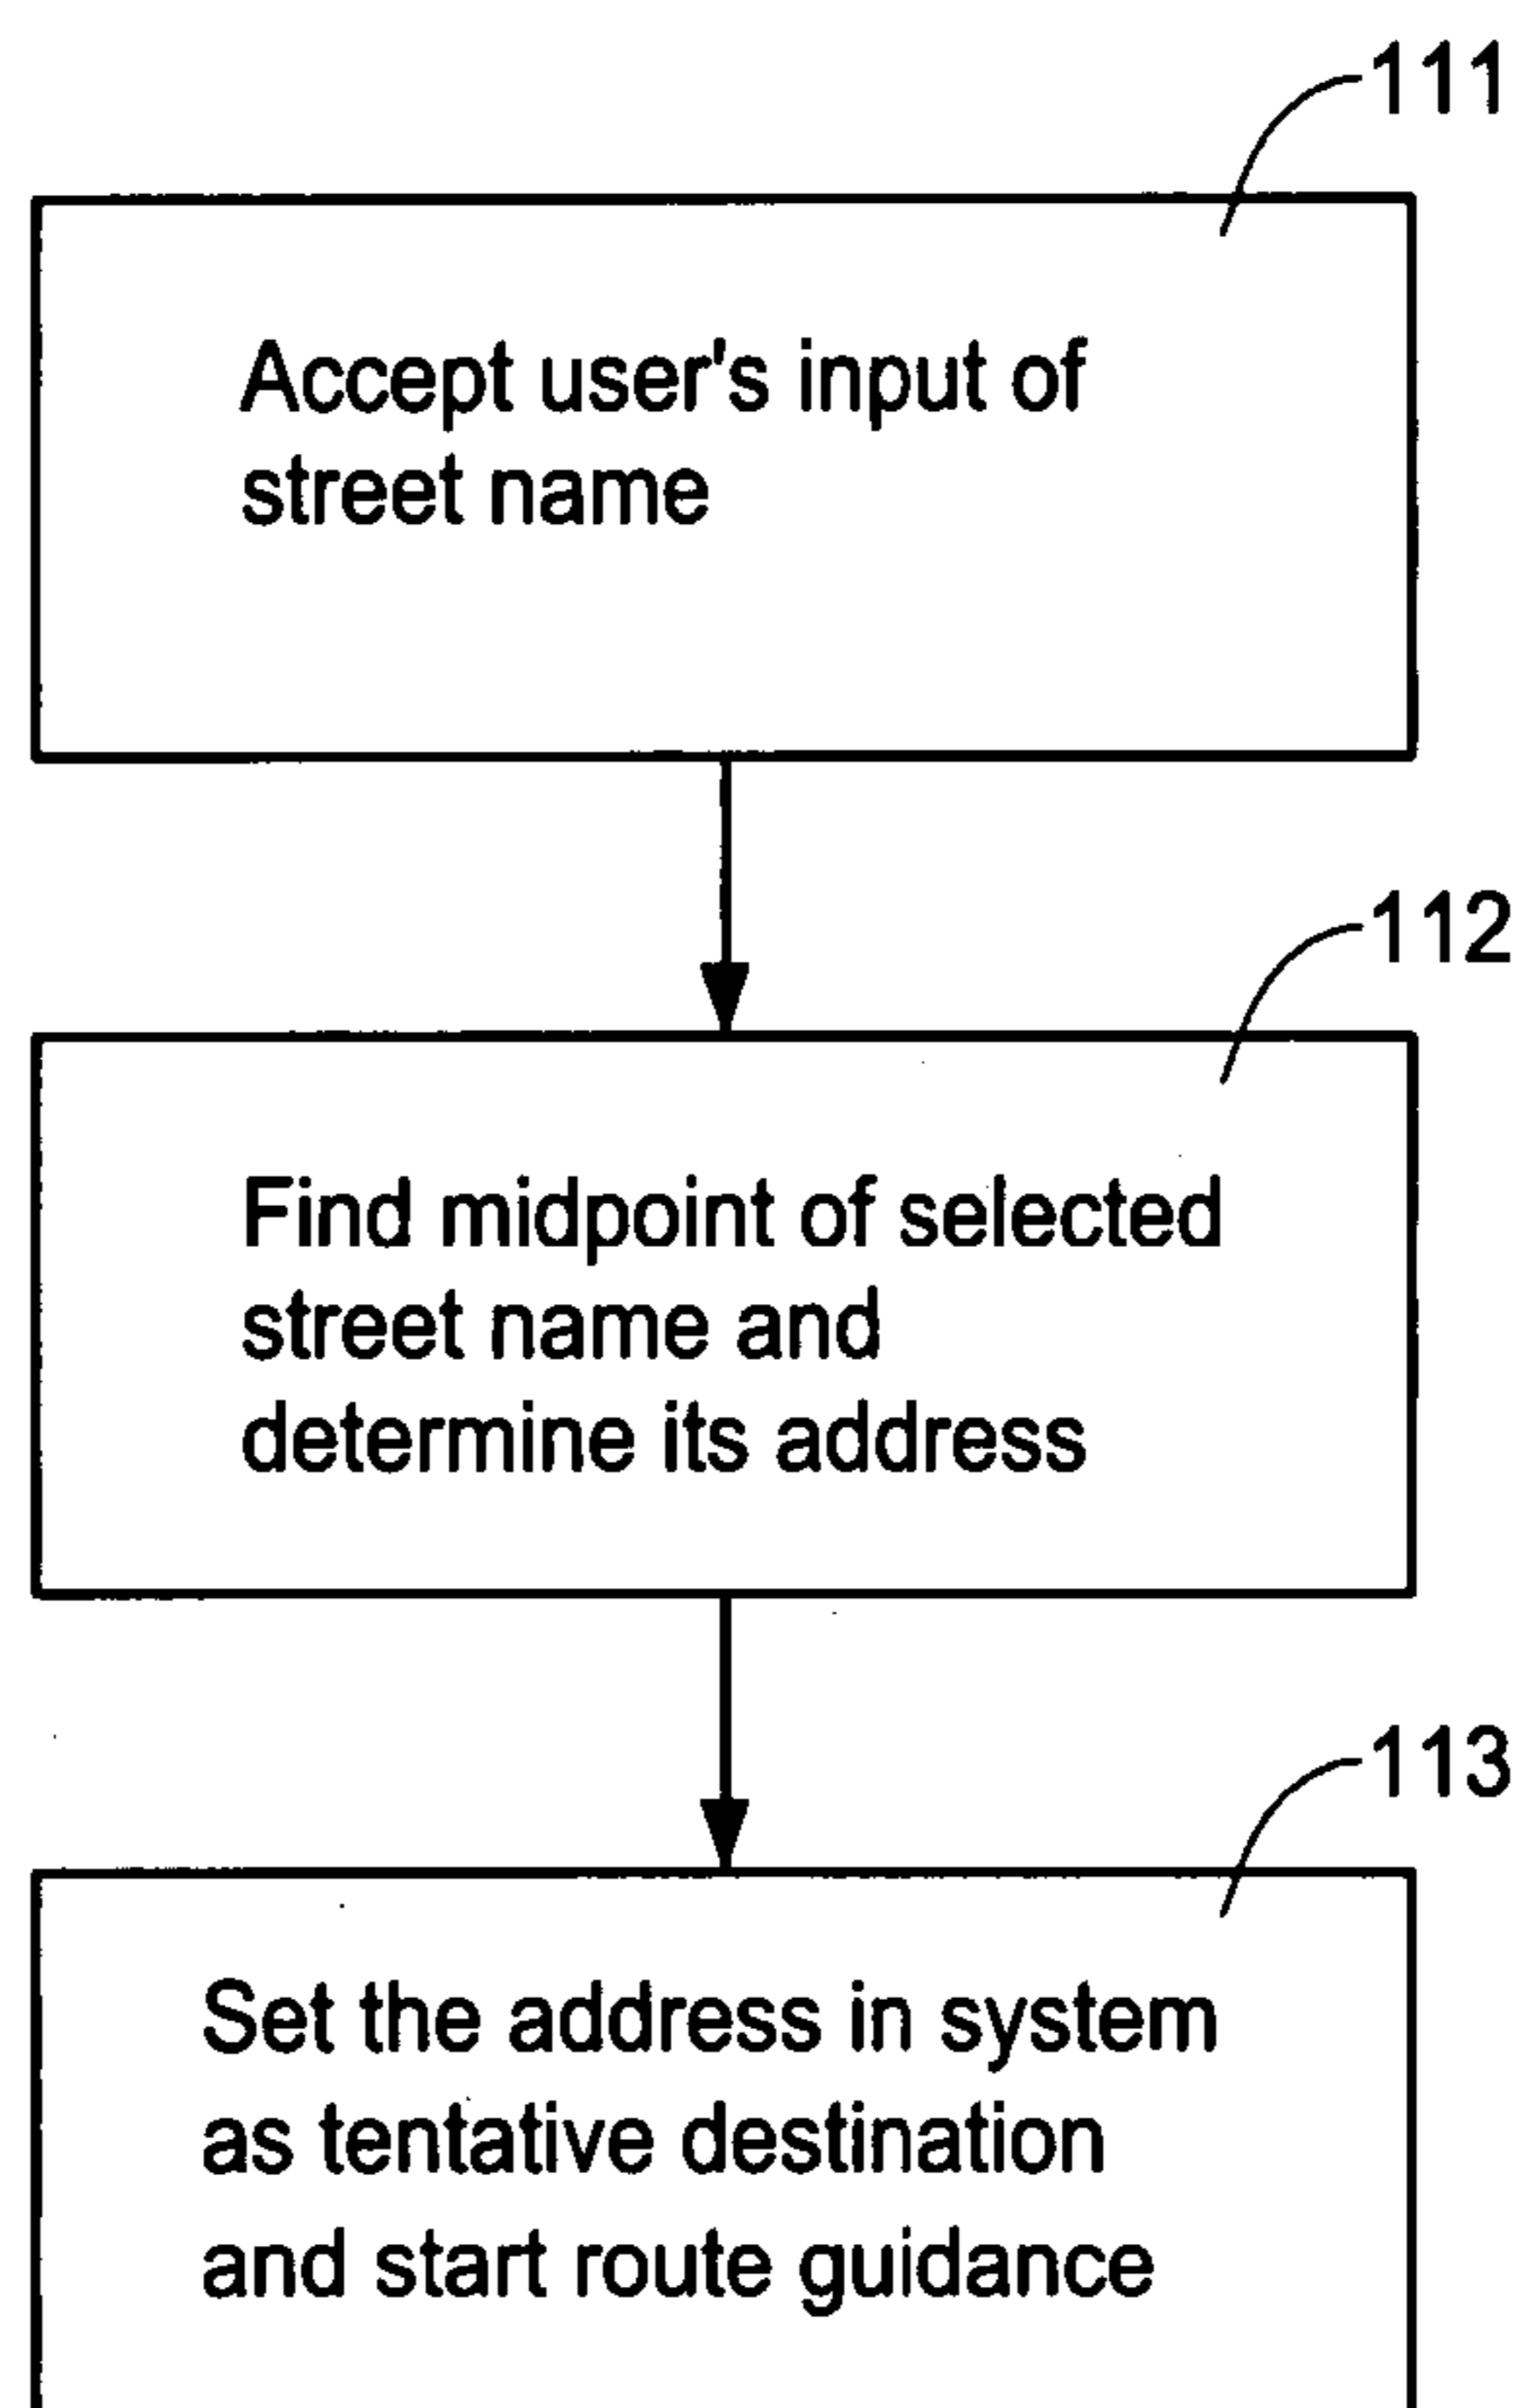 111
Accept user's input of
street name
112
Find midpoint of selected
street name and
determine its address
113
Set the address in system
as tentative destination
and start route guidance